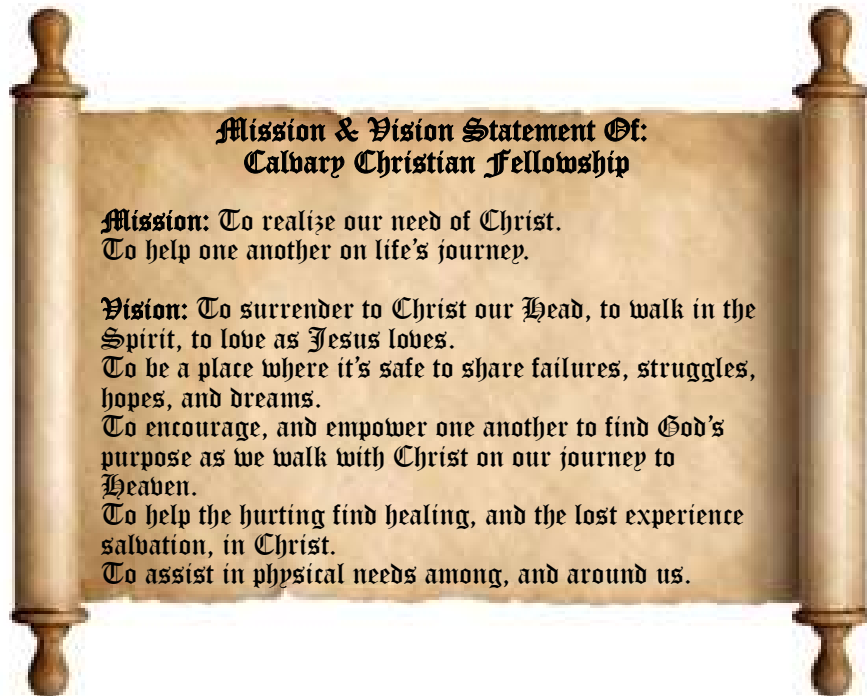 Mission & Vision Statement Of:
Calvary Christian Fellowship
Mission: To realize our need of Christ.
To help one another on life's journey.
Vision: To surrender to Christ our Head, to walk in the
Spirit, to love as Jesus loves.
To be a place where it's safe to share failures, struggles,
hopes, and dreams.
To encourage, and empower one another to find God's
purpose as we walk with Christ on our journey to
Heaven.
To help the hurting find healing, and the lost experience
salvation, in Christ.
To assist in physical needs among, and around us.